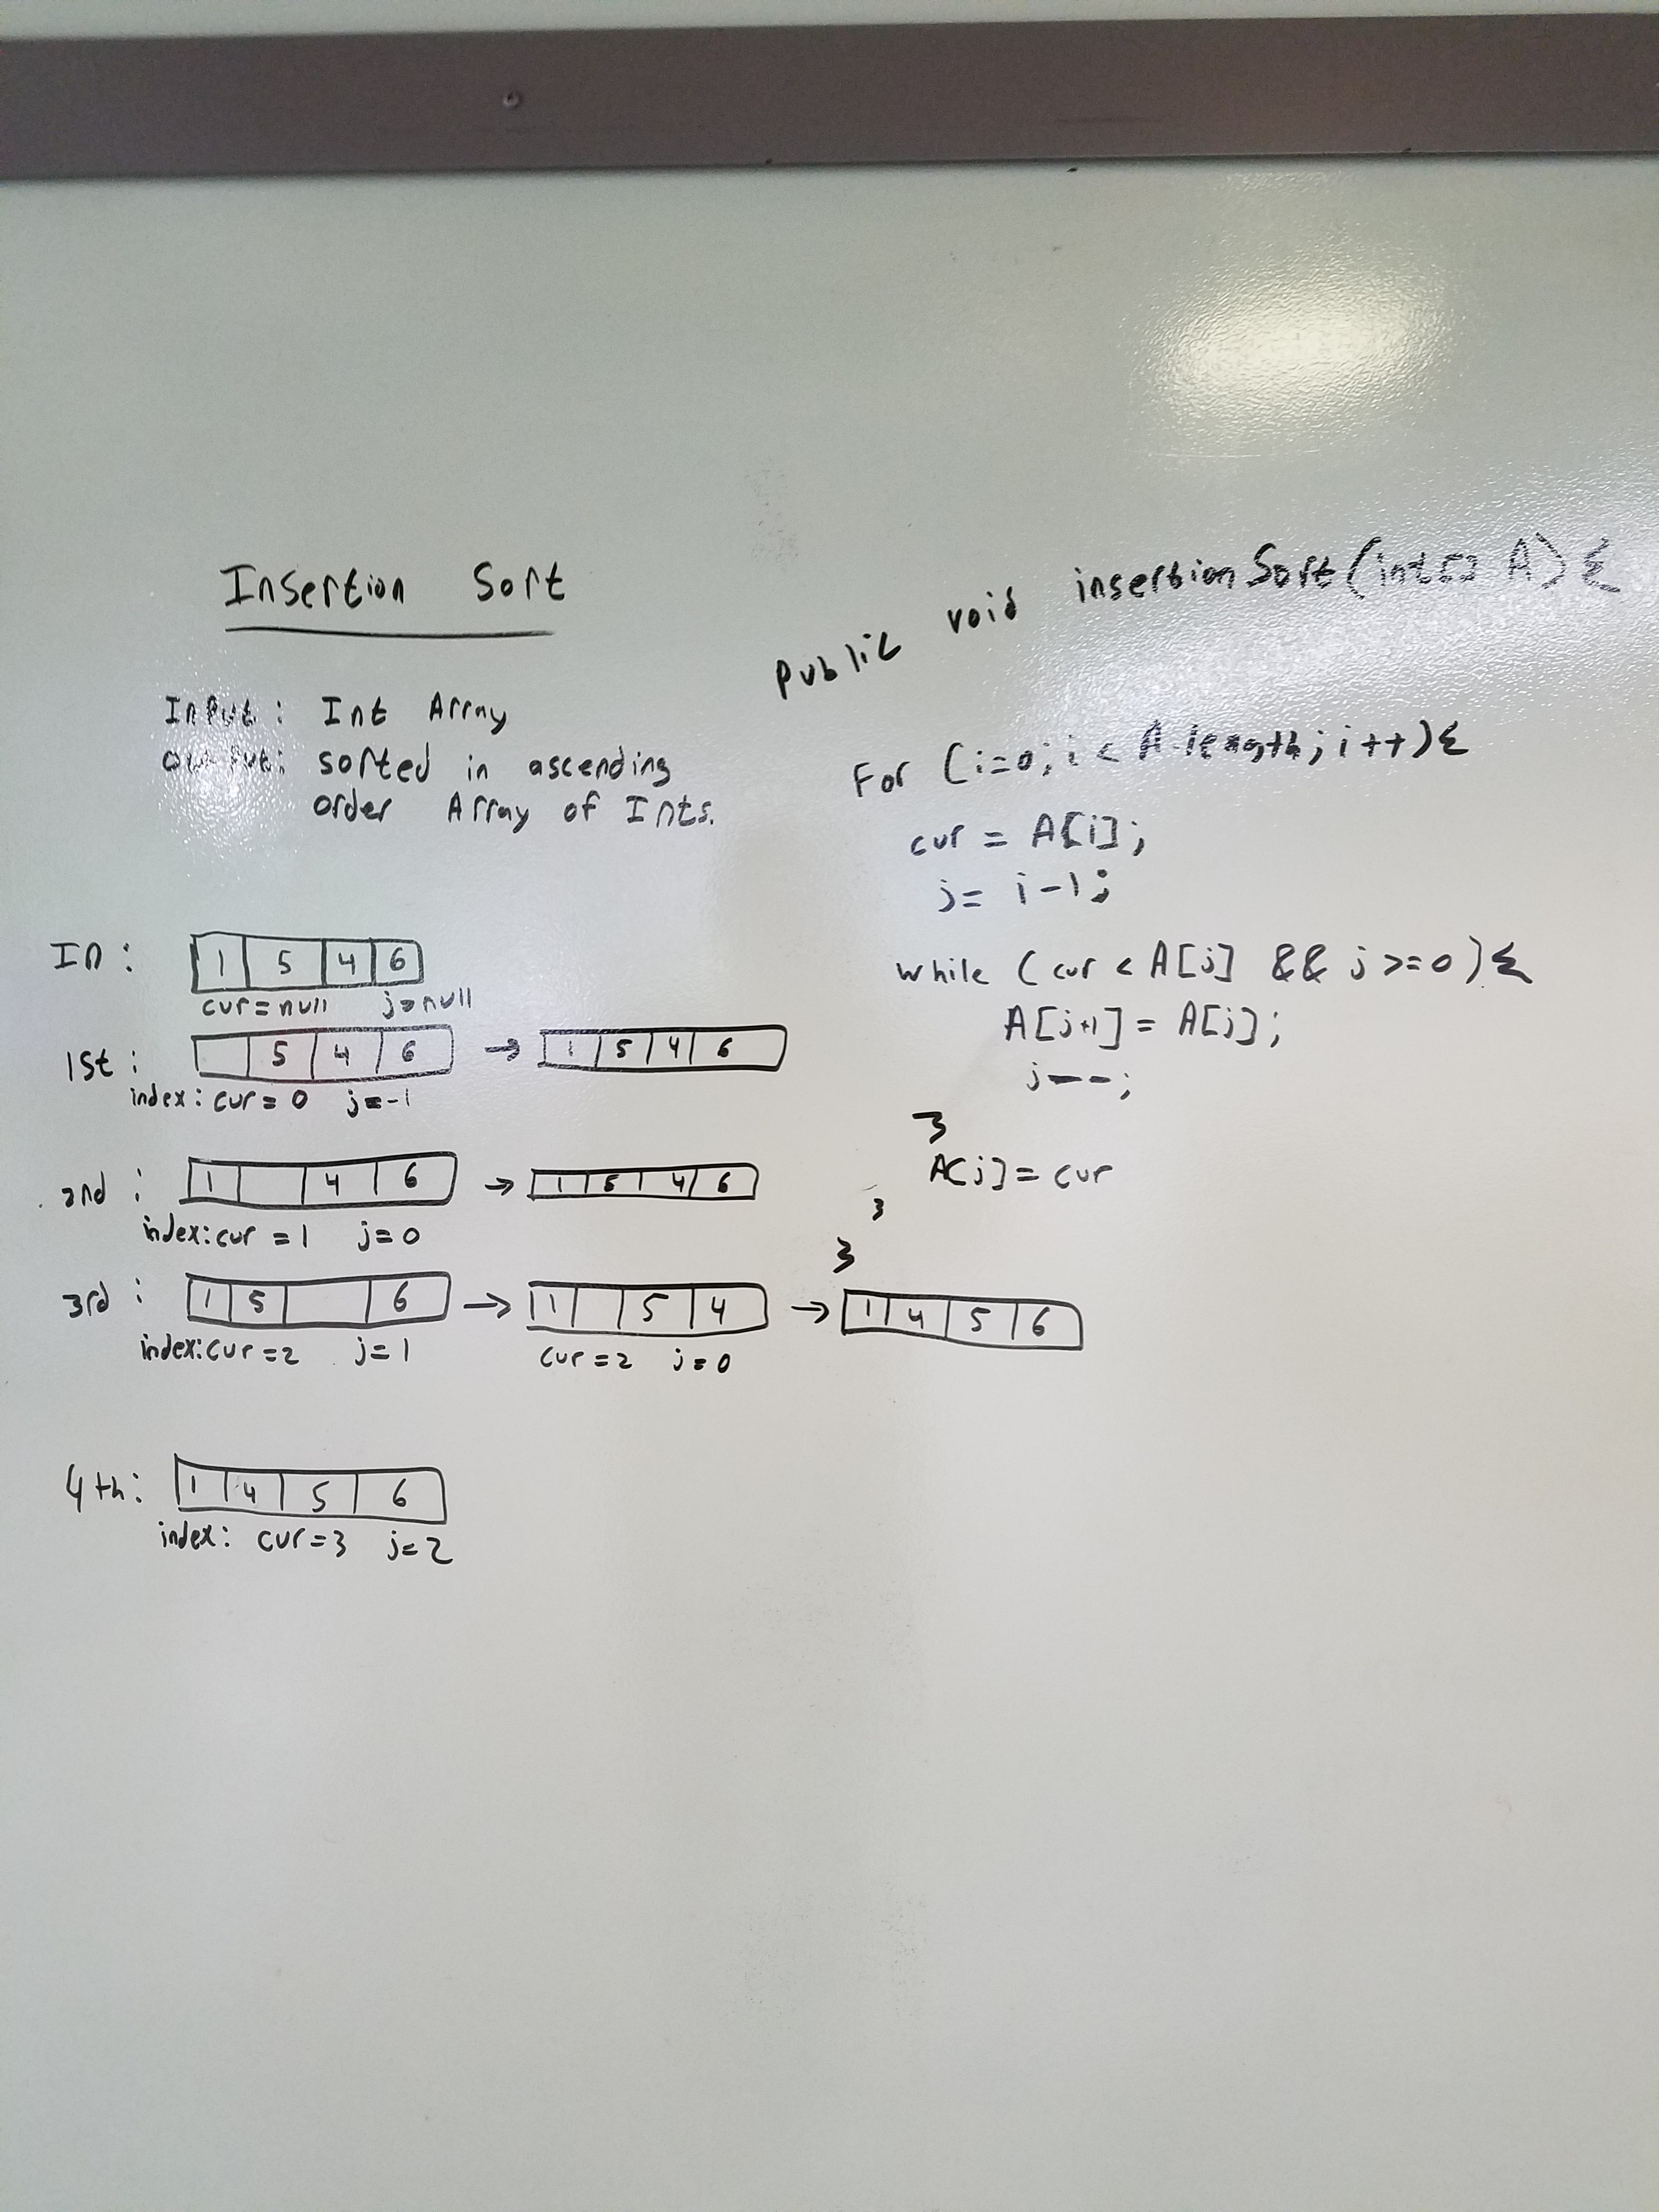 Insertion Sort
Input: Int Array
output: sorted in ascending
order Array of Ints.
In: 1 5 4 6
cur=null j=null
1st: 5 4 6 → 1 5 4 6
index: cur=0 j=-1
2nd: 1 4 6 → 1 5 4 6
index: cur=1 j=0
3rd: 1 5 6 → 1 5 4 → 1 4 5 6
index: cur=2 j=1 cur=2 j=0
4th: 1 4 5 6
index: cur=3 j=2
public void insertionSort(int[] A){
For (i=0; i < A.length; i++){
cur = A[i];
j= i-1;
while (cur < A[j] && j >=0){
A[j+1] = A[j];
j--;
}
A[j] = cur
}
}